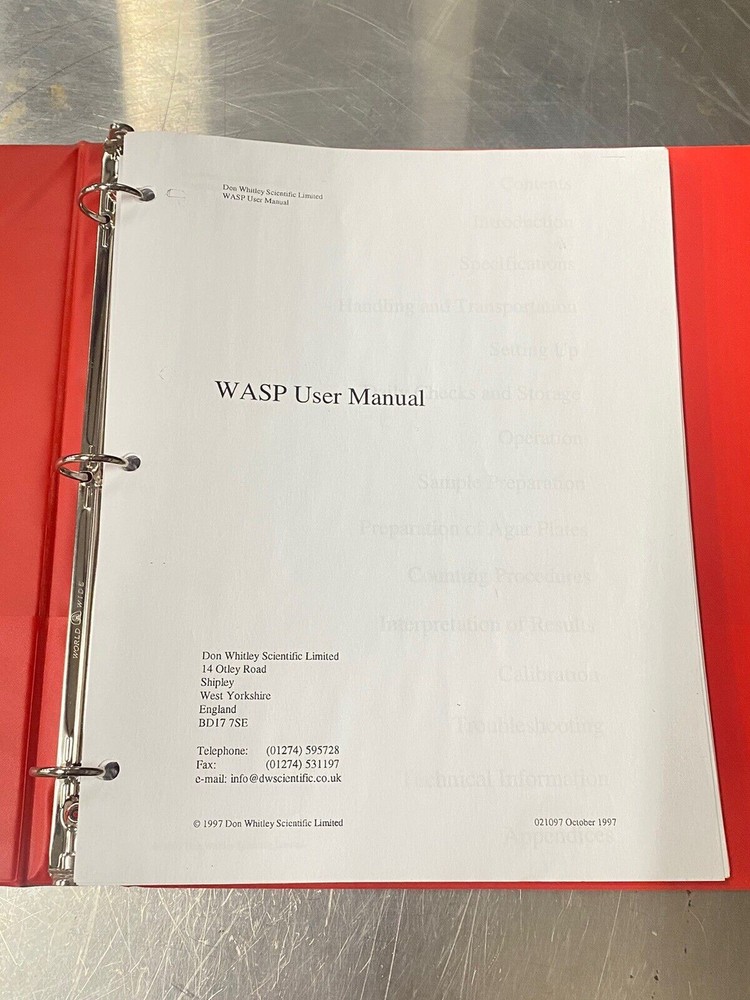 Don Whitley Scientific Limited
WASP User Manual
Contents
Introduction
Specifications
Handling and Transportation
Setting Up
WASP User Manual
Daily Checks and Storage
Operation
Sample Preparation
Preparation of Agar Plates
Counting Procedures
Interpretation of Results
Calibration
Troubleshooting
Technical Information
Appendices
Don Whitley Scientific Limited
14 Otley Road
Shipley
West Yorkshire
England
BD17 7SE
Telephone: (01274) 595728
Fax: (01274) 531197
e-mail: info@dwscientific.co.uk
© 1997 Don Whitley Scientific Limited
021097 October 1997
WORLD WIDE